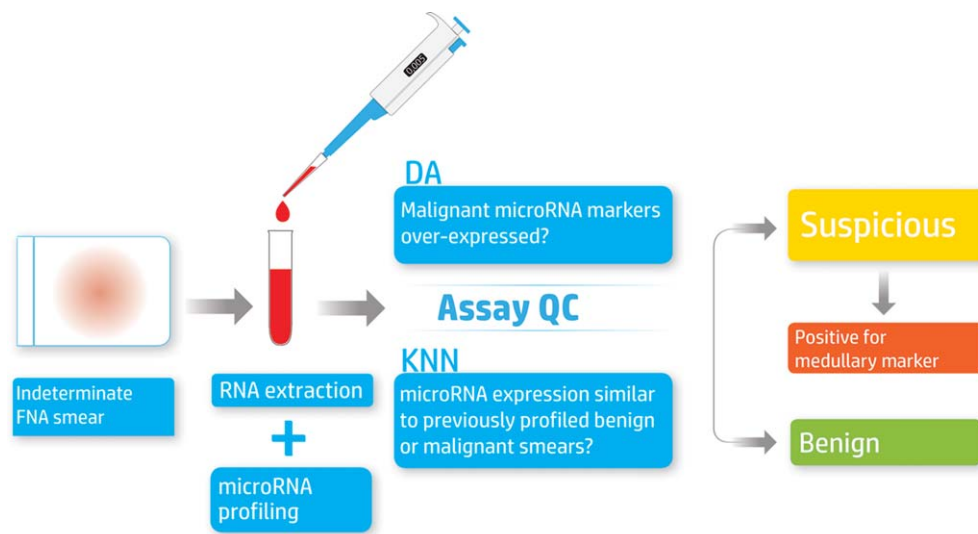 0.005
DA
Malignant microRNA markers
over-expressed?
Assay QC
KNN
microRNA expression similar
to previously profiled benign
or malignant smears?
Indeterminate
FNA smear
RNA extraction
+
microRNA
profiling
Suspicious
Positive for
medullary marker
Benign